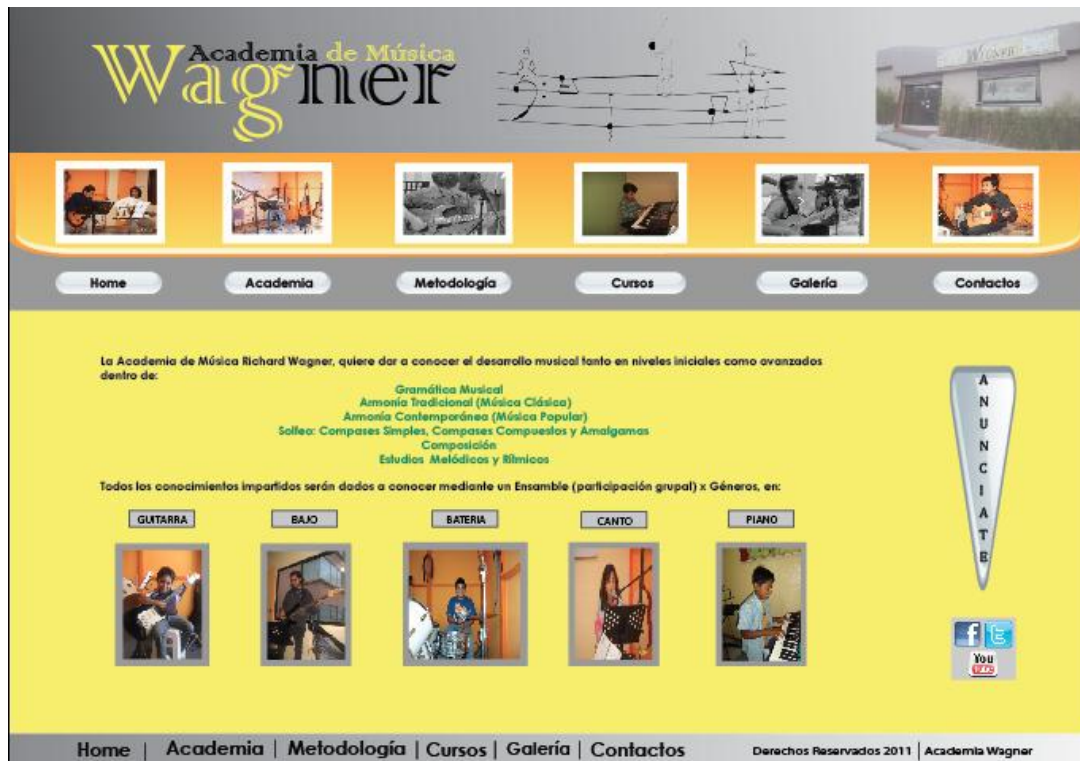 Academia de Música
Wagner
WAGNER
Home
Academia
Metodología
Cursos
Galería
Contactos
La Academia de Música Richard Wagner, quiere dar a conocer el desarrollo musical tanto en niveles iniciales como avanzados
dentro de:
Gramática Musical
Armonía Tradicional (Música Clásica)
Armonía Contemporánea (Música Popular)
Solfeo: Compases Simples, Compases Compuestos y Amalgamas
Composición
Estudios Melódicos y Rítmicos
Todos los conocimientos impartidos serán dados a conocer mediante un Ensamble (participación grupal) x Géneros, en:
GUITARRA
BAJO
BATERIA
CANTO
PIANO
ANUNCIATE
f t
You Tube
Home | Academia | Metodología | Cursos | Galería | Contactos
Derechos Reservados 2011 | Academia Wagner